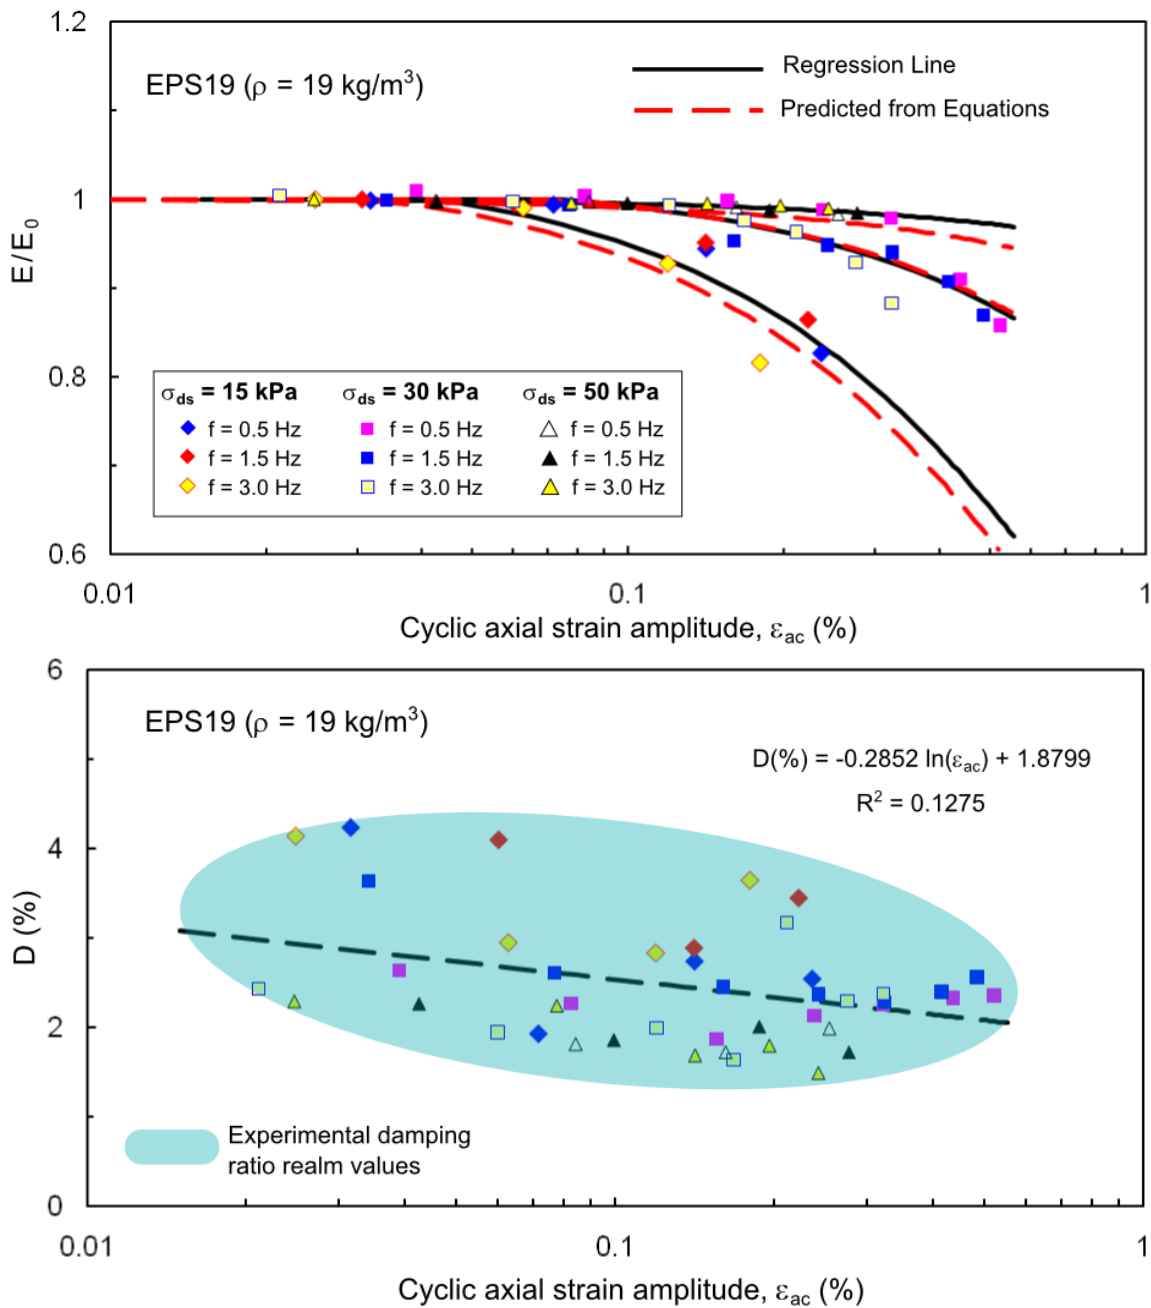 1.2
EPS19 (ρ = 19 kg/m³)
Regression Line
Predicted from Equations
1
E/E₀
0.8
σds = 15 kPa σds = 30 kPa σds = 50 kPa
f = 0.5 Hz f = 0.5 Hz f = 0.5 Hz
f = 1.5 Hz f = 1.5 Hz f = 1.5 Hz
f = 3.0 Hz f = 3.0 Hz f = 3.0 Hz
0.6
0.01 0.1 1
Cyclic axial strain amplitude, εac (%)
6
EPS19 (ρ = 19 kg/m³)
D(%) = -0.2852 ln(εac) + 1.8799
R² = 0.1275
4
D (%)
2
Experimental damping
ratio realm values
0
0.01 0.1 1
Cyclic axial strain amplitude, εac (%)